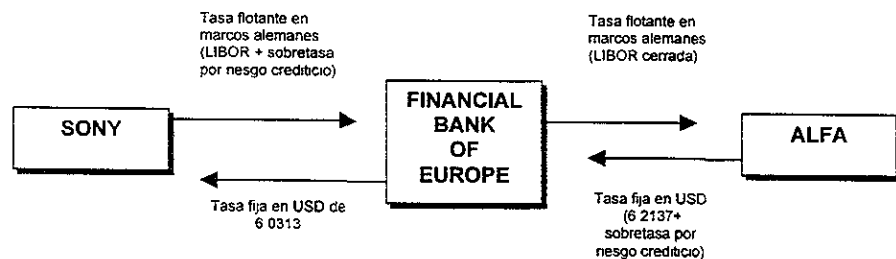 Tasa flotante en
marcos alemanes
(LIBOR + sobretasa
por riesgo crediticio)
Tasa flotante en
marcos alemanes
(LIBOR cerrada)
SONY
FINANCIAL
BANK
OF
EUROPE
ALFA
Tasa fija en USD de
6 0313
Tasa fija en USD
(6 2137+
sobretasa por
riesgo crediticio)